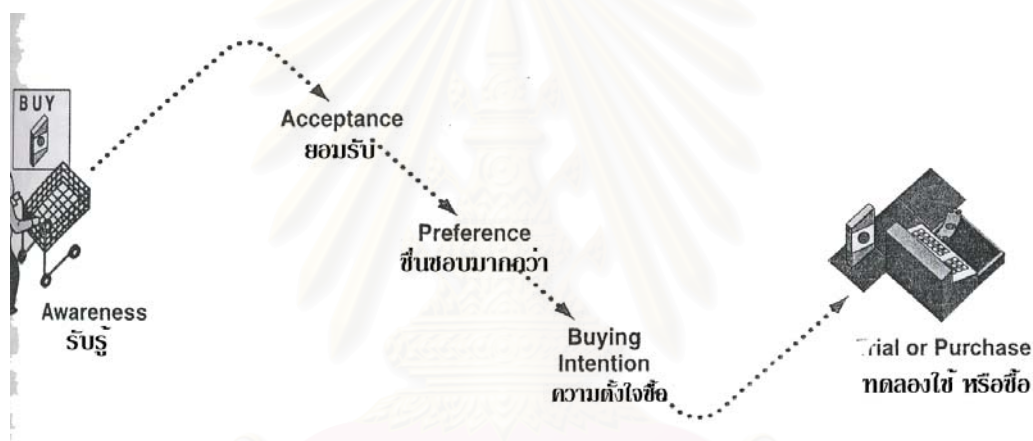 BUY
Awareness
รับรู้
Acceptance
ยอมรับ
Preference
ชื่นชอบมากกว่า
Buying
Intention
ความตั้งใจซื้อ
Trial or Purchase
ทดลองใช้ หรือซื้อ